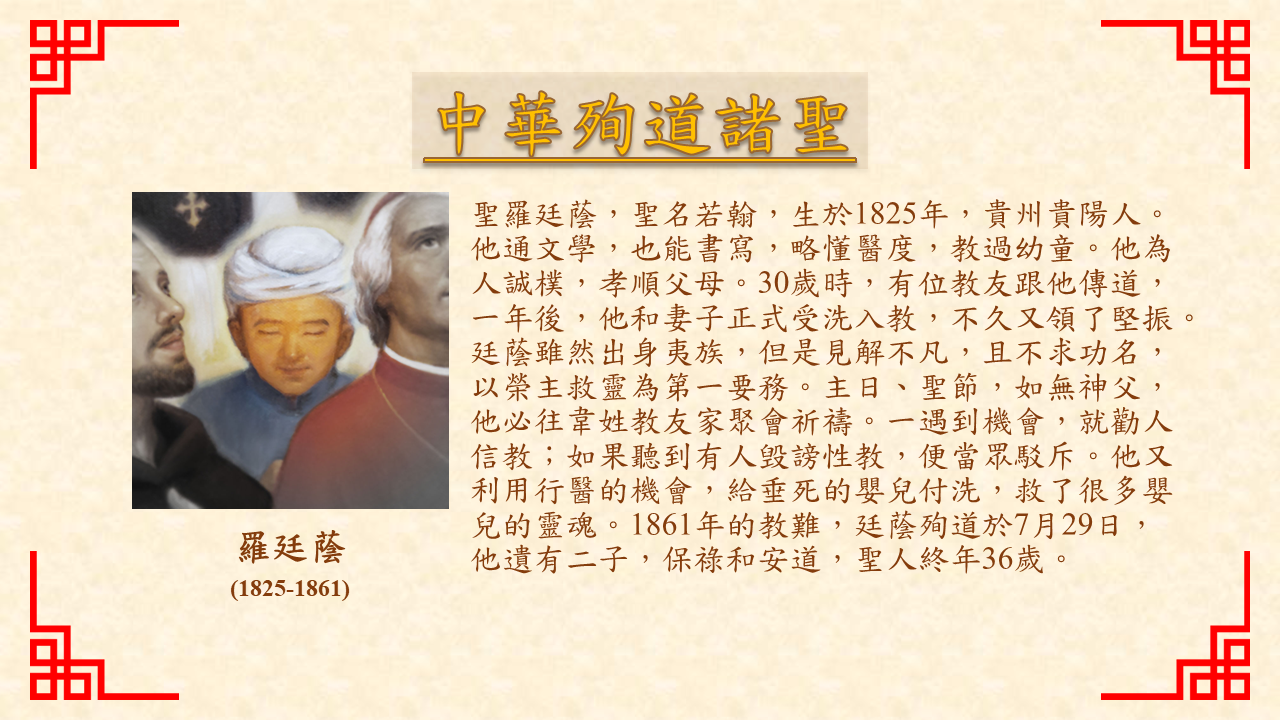 中華殉道諸聖
聖羅廷蔭，聖名若翰，生於1825年，貴州貴陽人。
他通文學，也能書寫，略懂醫度，教過幼童。他為
人誠樸，孝順父母。30歲時，有位教友跟他傳道，
一年後，他和妻子正式受洗入教，不久又領了堅振。
廷蔭雖然出身夷族，但是見解不凡，且不求功名，
以榮主救靈為第一要務。主日、聖節，如無神父，
他必往韋姓教友家聚會祈禱。一遇到機會，就勸人
信教；如果聽到有人毀謗性教，便當眾駁斥。他又
利用行醫的機會，給垂死的嬰兒付洗，救了很多嬰
兒的靈魂。1861年的教難，廷蔭殉道於7月29日，
他遺有二子，保祿和安道，聖人終年36歲。
羅廷蔭
(1825-1861)